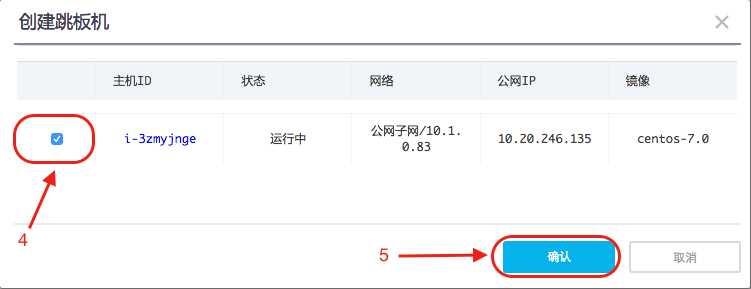 创建跳板机
主机ID 状态 网络 公网IP 镜像
i-3zmyjnge 运行中 公网子网/10.1.0.83 10.20.246.135 centos-7.0
4
5 确认 取消